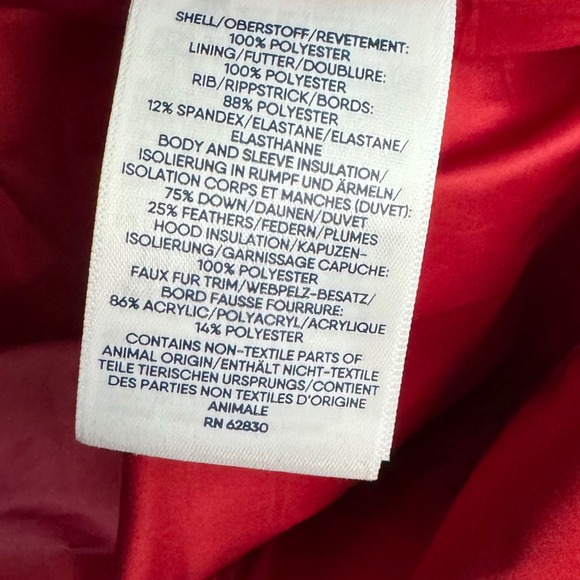 SHELL/OBERSTOFF/REVETEMENT:
100% POLYESTER
LINING/FUTTER/DOUBLURE:
100% POLYESTER
RIB/RIPPSTRICK/BORDS:
88% POLYESTER
12% SPANDEX/ELASTANE/ELASTANE/
ELASTHANNE
BODY AND SLEEVE INSULATION/
ISOLIERUNG IN RUMPF UND ÄRMELN/
ISOLATION CORPS ET MANCHES (DUVET):
75% DOWN/DAUNEN/DUVET
25% FEATHERS/FEDERN/PLUMES
HOOD INSULATION/KAPUZEN-
ISOLIERUNG/GARNISSAGE CAPUCHE:
100% POLYESTER
FAUX FUR TRIM/WEBPELZ-BESATZ/
BORD FAUSSE FOURRURE:
86% ACRYLIC/POLYACRYL/ACRYLIQUE
14% POLYESTER
CONTAINS NON-TEXTILE PARTS OF
ANIMAL ORIGIN/ENTHÄLT NICHT-TEXTILE
TEILE TIERISCHEN URSPRUNGS/CONTIENT
DES PARTIES NON TEXTILES D'ORIGINE
ANIMALE
RN 62830